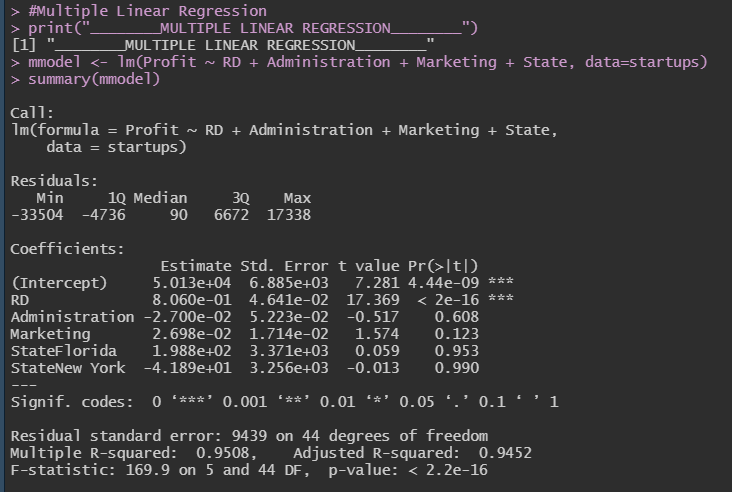 > #Multiple Linear Regression
> print("________MULTIPLE LINEAR REGRESSION________")
[1] "________MULTIPLE LINEAR REGRESSION________"
> mmodel <- lm(Profit ~ RD + Administration + Marketing + State, data=startups)
> summary(mmodel)

Call:
lm(formula = Profit ~ RD + Administration + Marketing + State,
    data = startups)

Residuals:
   Min     1Q Median     3Q    Max
-33504  -4736     90   6672  17338

Coefficients:
                 Estimate Std. Error t value Pr(>|t|)
(Intercept)     5.013e+04  6.885e+03   7.281 4.44e-09 ***
RD              8.060e-01  4.641e-02  17.369  < 2e-16 ***
Administration -2.700e-02  5.223e-02  -0.517    0.608
Marketing       2.698e-02  1.714e-02   1.574    0.123
StateFlorida    1.988e+02  3.371e+03   0.059    0.953
StateNew York  -4.189e+01  3.256e+03  -0.013    0.990
---
Signif. codes:  0 ‘***’ 0.001 ‘**’ 0.01 ‘*’ 0.05 ‘.’ 0.1 ‘ ’ 1

Residual standard error: 9439 on 44 degrees of freedom
Multiple R-squared:  0.9508,	Adjusted R-squared:  0.9452
F-statistic: 169.9 on 5 and 44 DF,  p-value: < 2.2e-16